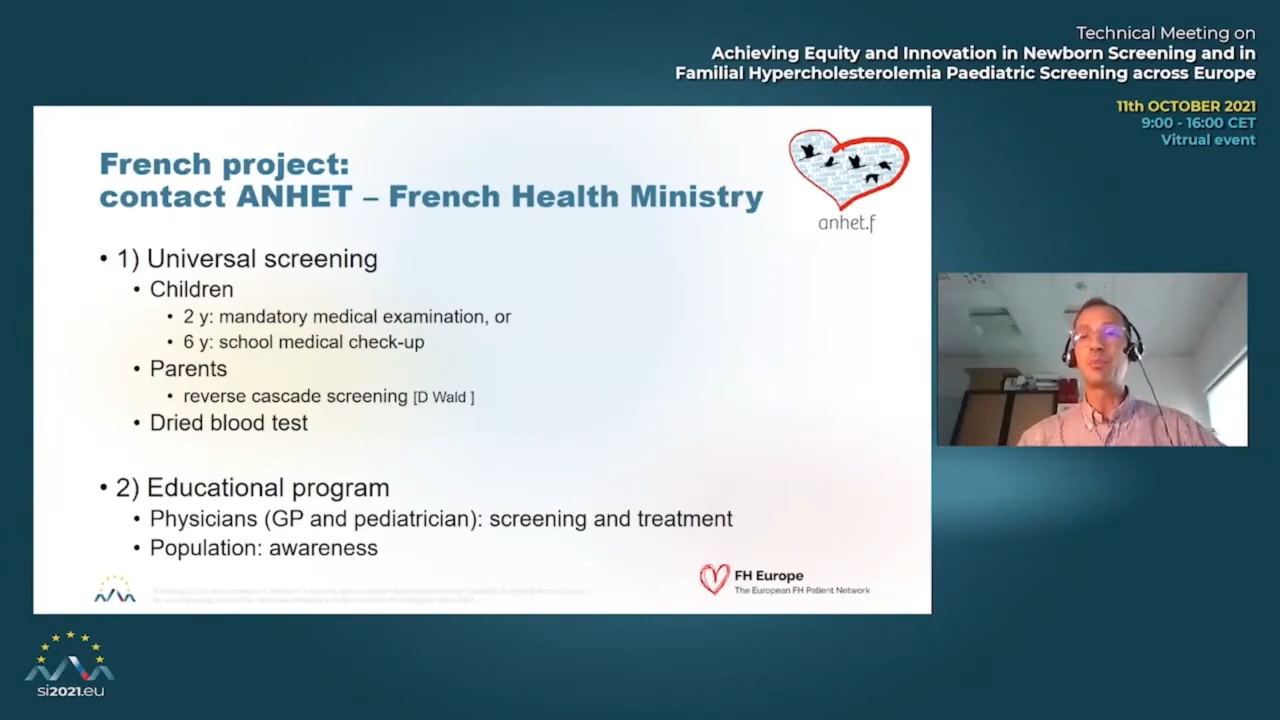 Technical Meeting on
Achieving Equity and Innovation in Newborn Screening and in
Familial Hypercholesterolemia Paediatric Screening across Europe
11th OCTOBER 2021
9:00 - 16:00 CET
Vitrual event
French project:
contact ANHET – French Health Ministry
anhet.f
• 1) Universal screening
• Children
• 2 y: mandatory medical examination, or
• 6 y: school medical check-up
• Parents
• reverse cascade screening [D Wald ]
• Dried blood test
• 2) Educational program
• Physicians (GP and pediatrician): screening and treatment
• Population: awareness
FH Europe
The European FH Patient Network
si2021.eu